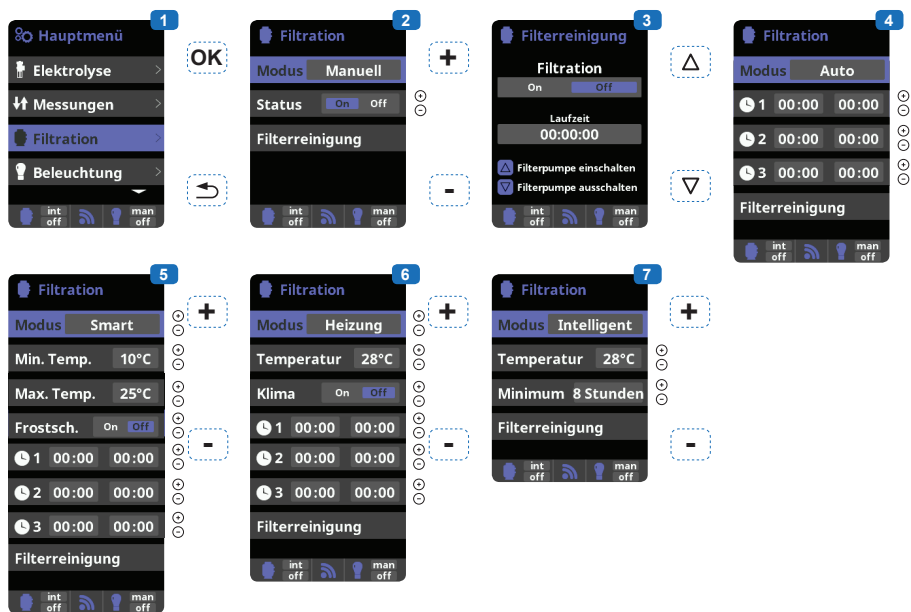 1
Hauptmenü
Elektrolyse
Messungen
Filtration
Beleuchtung
int off
man off
OK
2
Filtration
Modus Manuell
Status On Off
Filterreinigung
int off
man off
+
-
3
Filterreinigung
Filtration
On Off
Laufzeit
00:00:00
Filterpumpe einschalten
Filterpumpe ausschalten
int off
man off
4
Filtration
Modus Auto
1 00:00 00:00
2 00:00 00:00
3 00:00 00:00
Filterreinigung
int off
man off
5
Filtration
Modus Smart
Min. Temp. 10°C
Max. Temp. 25°C
Frostsch. On Off
1 00:00 00:00
2 00:00 00:00
3 00:00 00:00
Filterreinigung
int off
man off
+
-
6
Filtration
Modus Heizung
Temperatur 28°C
Klima On Off
1 00:00 00:00
2 00:00 00:00
3 00:00 00:00
Filterreinigung
int off
man off
+
-
7
Filtration
Modus Intelligent
Temperatur 28°C
Minimum 8 Stunden
Filterreinigung
int off
man off
+
-